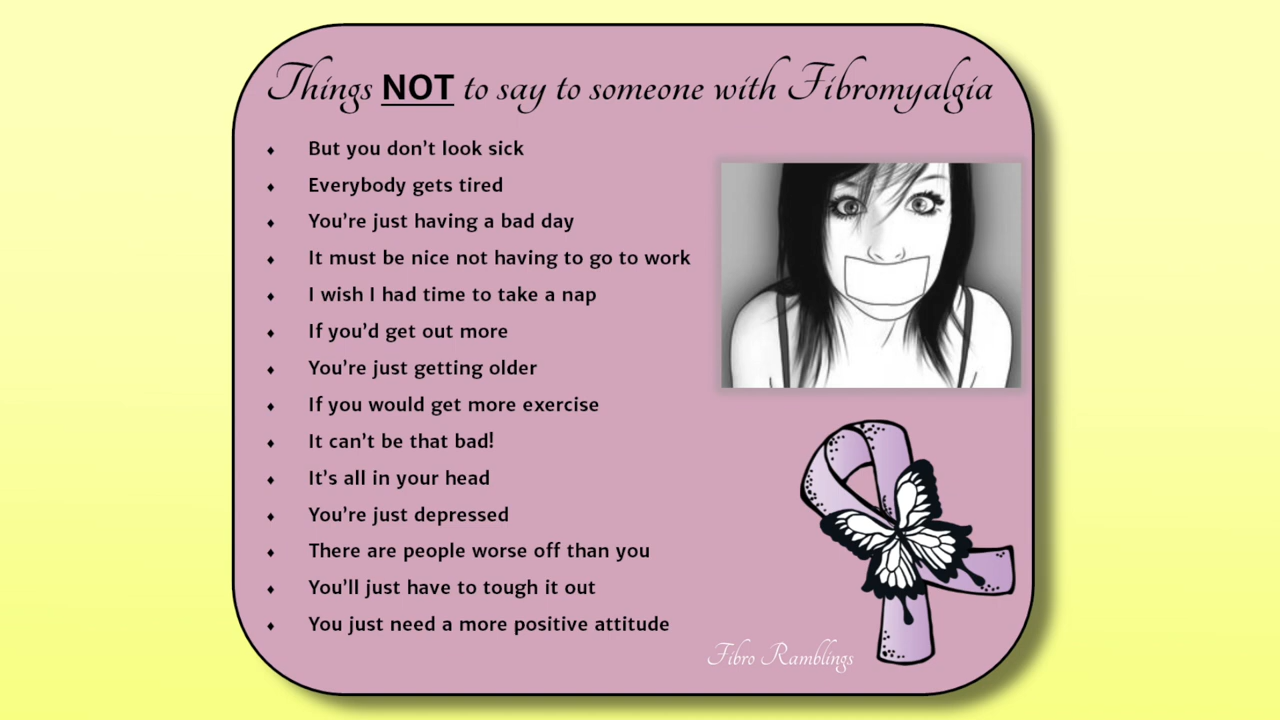 Things NOT to say to someone with Fibromyalgia
But you don’t look sick
Everybody gets tired
You’re just having a bad day
It must be nice not having to go to work
I wish I had time to take a nap
If you’d get out more
You’re just getting older
If you would get more exercise
It can’t be that bad!
It’s all in your head
You’re just depressed
There are people worse off than you
You’ll just have to tough it out
You just need a more positive attitude
Fibro Ramblings